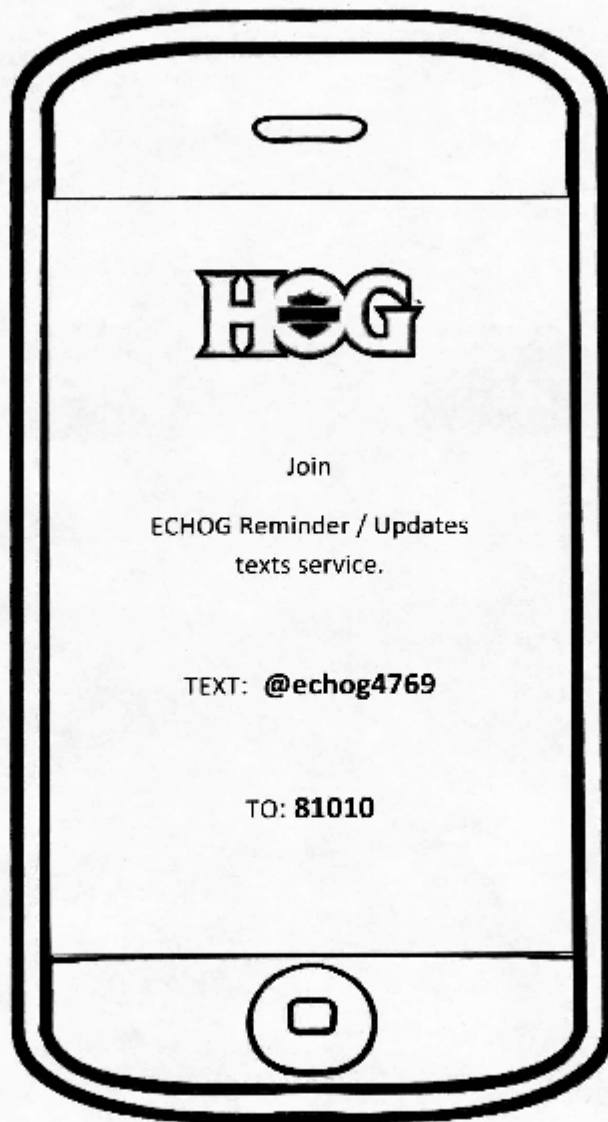 HOG
Join
ECHOG Reminder / Updates
texts service.
TEXT: @echog4769
TO: 81010